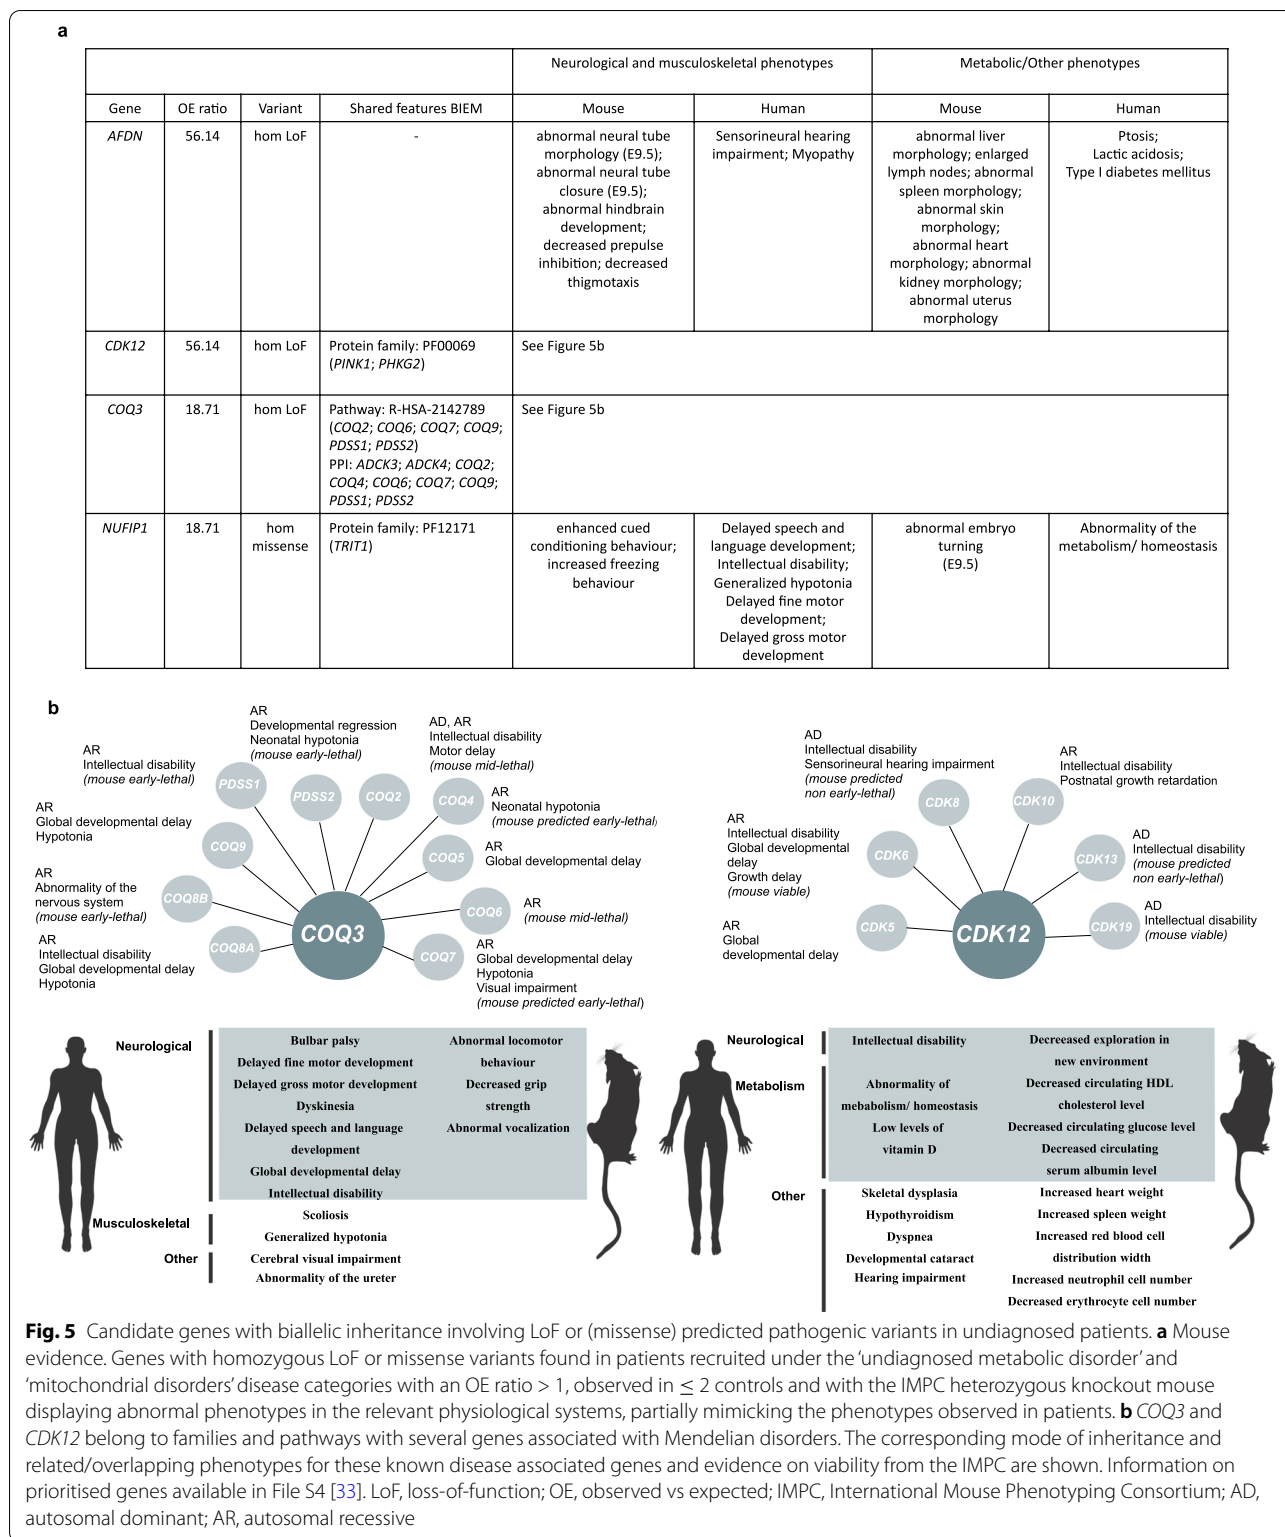 a
Neurological and musculoskeletal phenotypes
Metabolic/Other phenotypes
Gene
OE ratio
Variant
Shared features BIEM
Mouse
Human
Mouse
Human
AFDN
56.14
hom LoF
-
abnormal neural tube
morphology (E9.5);
abnormal neural tube
closure (E9.5);
abnormal hindbrain
development;
decreased prepulse
inhibition; decreased
thigmotaxis
Sensorineural hearing
impairment; Myopathy
abnormal liver
morphology; enlarged
lymph nodes; abnormal
spleen morphology;
abnormal skin
morphology;
abnormal heart
morphology; abnormal
kidney morphology;
abnormal uterus
morphology
Ptosis;
Lactic acidosis;
Type I diabetes mellitus
CDK12
56.14
hom LoF
Protein family: PF00069
(PINK1; PHKG2)
See Figure 5b
COQ3
18.71
hom LoF
Pathway: R-HSA-2142789
(COQ2; COQ6; COQ7; COQ9;
PDSS1; PDSS2)
PPI: ADCK3; ADCK4; COQ2;
COQ4; COQ6; COQ7; COQ9;
PDSS1; PDSS2
See Figure 5b
NUFIP1
18.71
hom
missense
Protein family: PF12171
(TRIT1)
enhanced cued
conditioning behaviour;
increased freezing
behaviour
Delayed speech and
language development;
Intellectual disability;
Generalized hypotonia
Delayed fine motor
development;
Delayed gross motor
development
abnormal embryo
turning
(E9.5)
Abnormality of the
metabolism/ homeostasis
b
AR
Intellectual disability
(mouse early-lethal)
PDSS1
AR
Developmental regression
Neonatal hypotonia
(mouse early-lethal)
PDSS2
COQ2
AD, AR
Intellectual disability
Motor delay
(mouse mid-lethal)
COQ4
AR
Neonatal hypotonia
(mouse predicted early-lethal)
AR
Global developmental delay
Hypotonia
COQ9
COQ5
AR
Global developmental delay
AR
Abnormality of the
nervous system
(mouse early-lethal)
COQ8B
COQ6
AR
(mouse mid-lethal)
AR
Intellectual disability
Global developmental delay
Hypotonia
COQ8A
COQ3
COQ7
AR
Global developmental delay
Hypotonia
Visual impairment
(mouse predicted early-lethal)
AD
Intellectual disability
Sensorineural hearing impairment
(mouse predicted
non early-lethal)
CDK8
AR
Intellectual disability
Postnatal growth retardation
CDK10
AR
Intellectual disability
Global developmental
delay
Growth delay
(mouse viable)
CDK6
CDK13
AD
Intellectual disability
(mouse predicted
non early-lethal)
AR
Global
developmental delay
CDK5
CDK12
CDK19
AD
Intellectual disability
(mouse viable)
Neurological
Bulbar palsy
Delayed fine motor development
Delayed gross motor development
Dyskinesia
Delayed speech and language
development
Global developmental delay
Intellectual disability
Abnormal locomotor
behaviour
Decreased grip
strength
Abnormal vocalization
Musculoskeletal
Scoliosis
Generalized hypotonia
Other
Cerebral visual impairment
Abnormality of the ureter
Neurological
Intellectual disability
Decreased exploration in
new environment
Metabolism
Abnormality of
mebabolism/ homeostasis
Low levels of
vitamin D
Decreased circulating HDL
cholesterol level
Decreased circulating glucose level
Decreased circulating
serum albumin level
Other
Skeletal dysplasia
Hypothyroidism
Dyspnea
Developmental cataract
Hearing impairment
Increased heart weight
Increased spleen weight
Increased red blood cell
distribution width
Increased neutrophil cell number
Decreased erythrocyte cell number
Fig. 5 Candidate genes with biallelic inheritance involving LoF or (missense) predicted pathogenic variants in undiagnosed patients. a Mouse
evidence. Genes with homozygous LoF or missense variants found in patients recruited under the ‘undiagnosed metabolic disorder’ and
‘mitochondrial disorders’ disease categories with an OE ratio > 1, observed in ≤ 2 controls and with the IMPC heterozygous knockout mouse
displaying abnormal phenotypes in the relevant physiological systems, partially mimicking the phenotypes observed in patients. b COQ3 and
CDK12 belong to families and pathways with several genes associated with Mendelian disorders. The corresponding mode of inheritance and
related/overlapping phenotypes for these known disease associated genes and evidence on viability from the IMPC are shown. Information on
prioritised genes available in File S4 [33]. LoF, loss-of-function; OE, observed vs expected; IMPC, International Mouse Phenotyping Consortium; AD,
autosomal dominant; AR, autosomal recessive